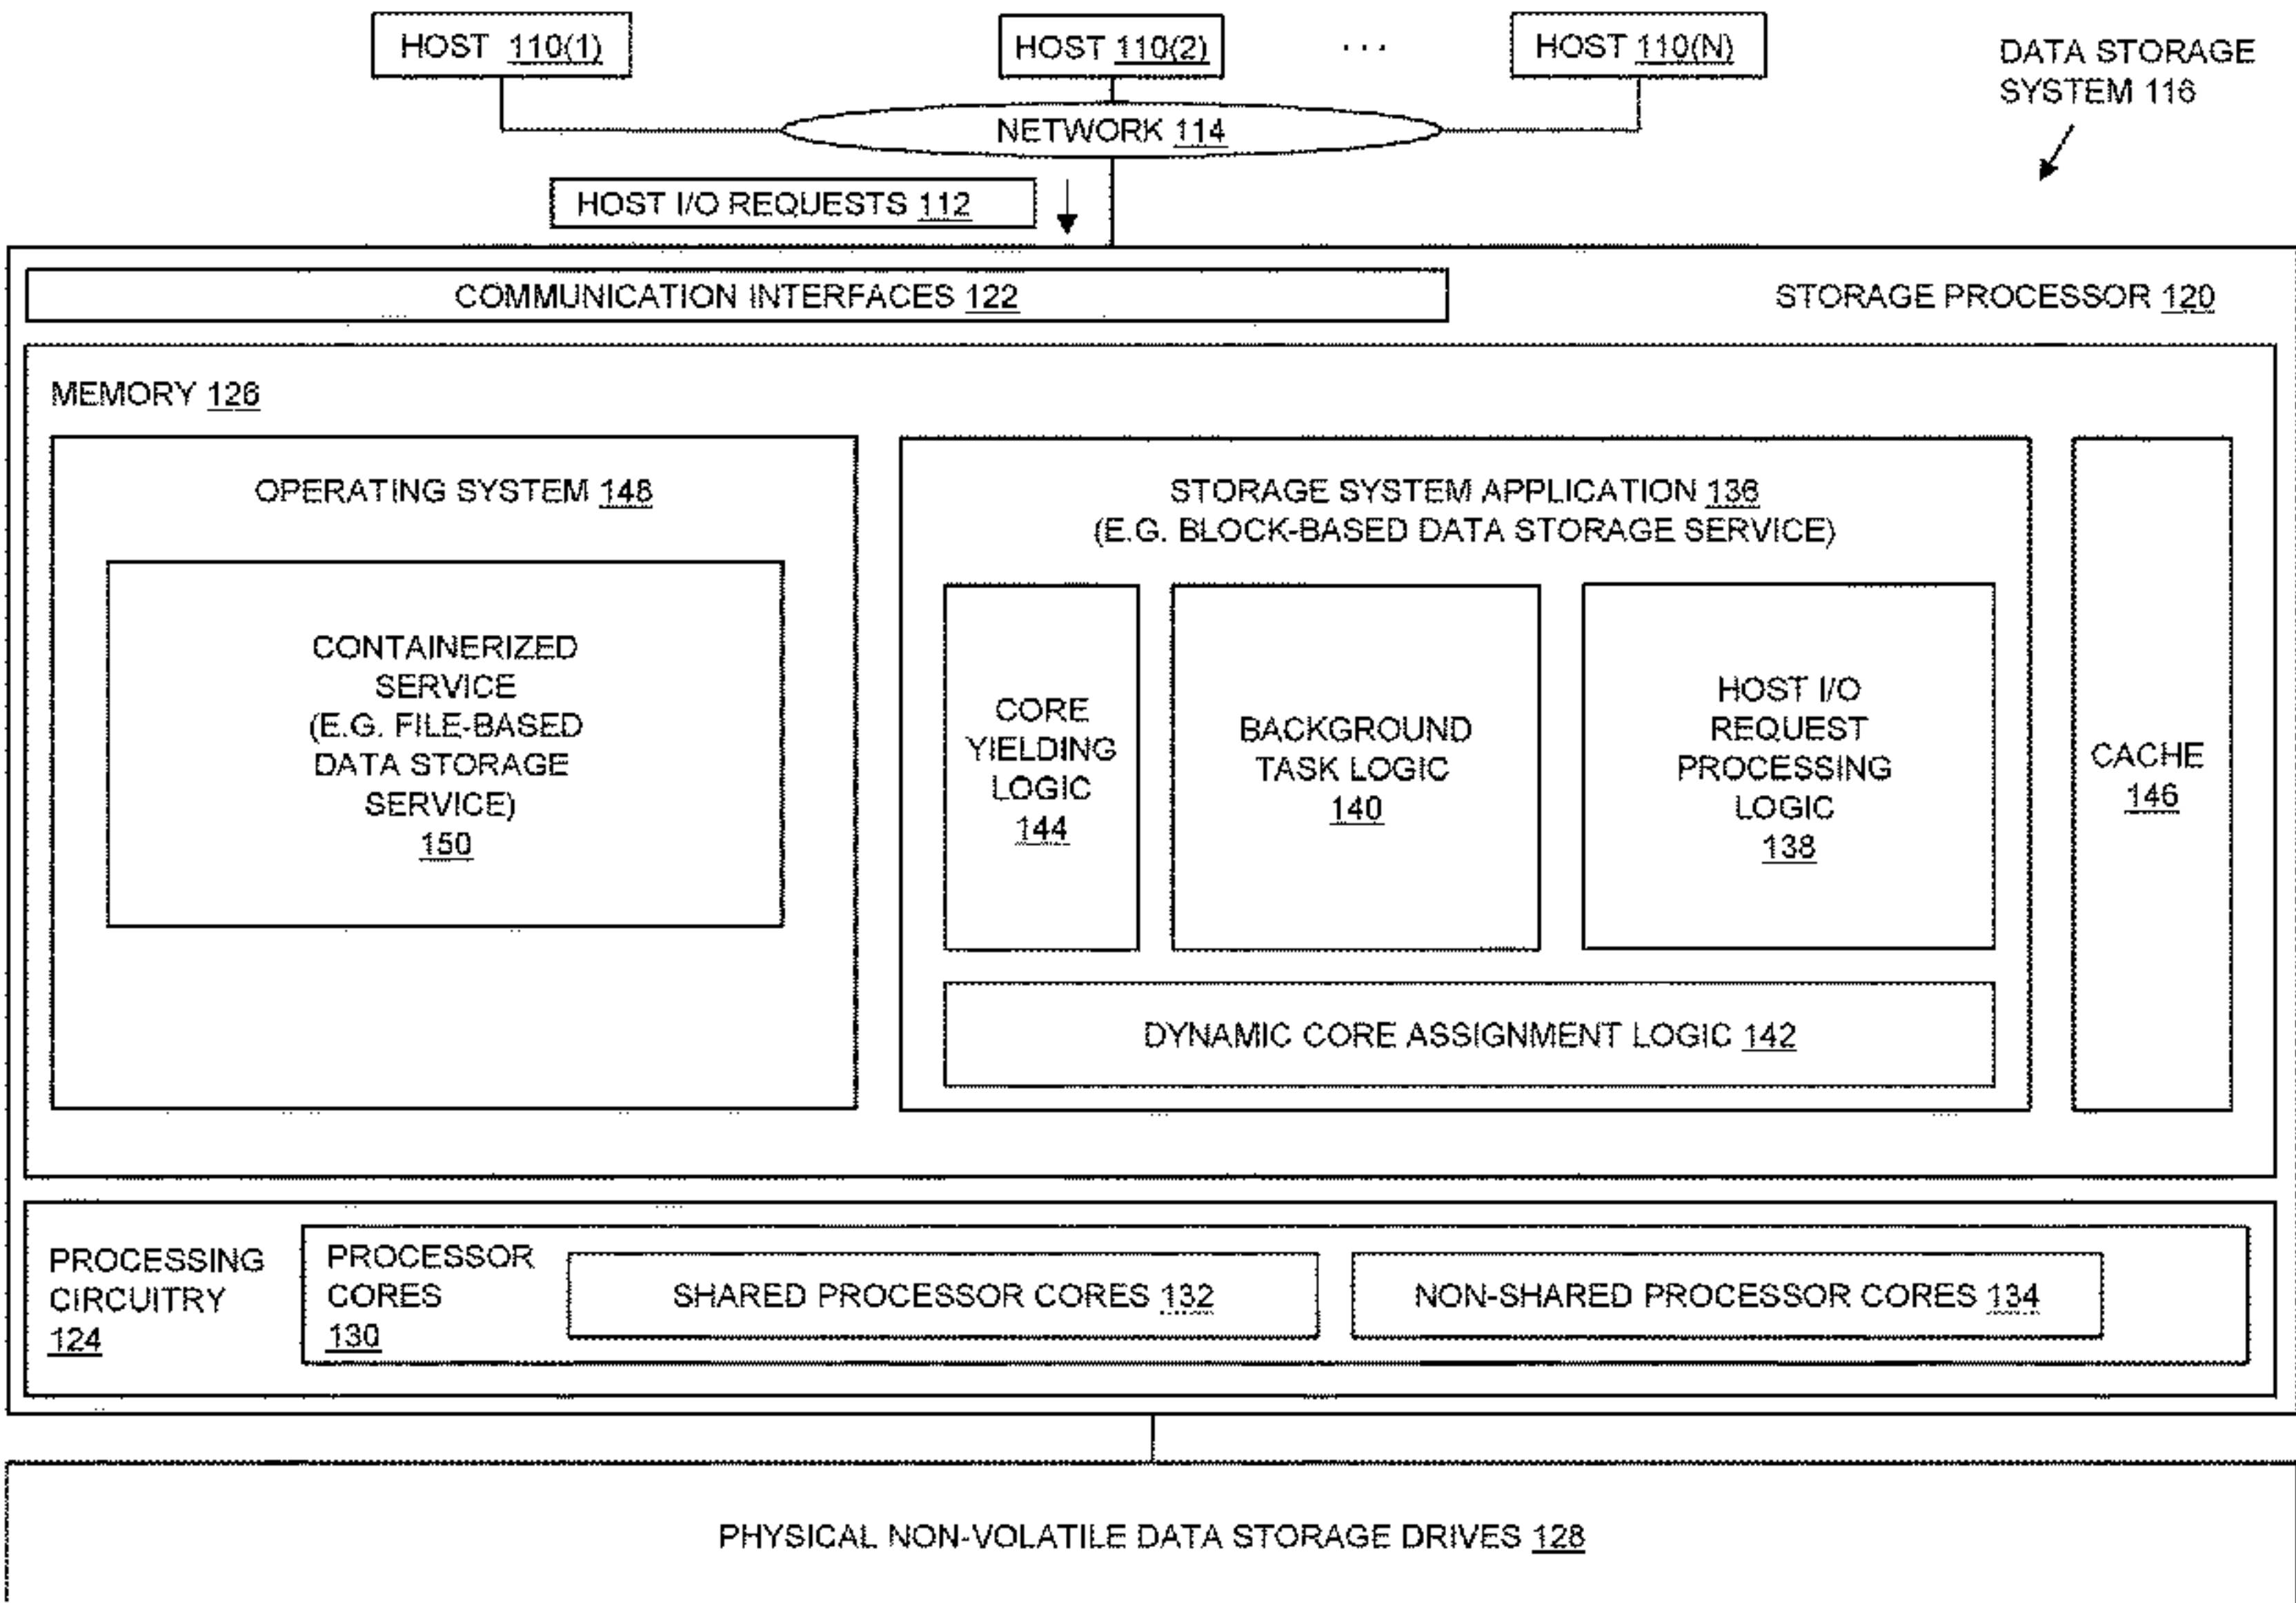 HOST 110(1)
HOST 110(2)
...
HOST 110(N)
DATA STORAGE
SYSTEM 116
NETWORK 114
HOST I/O REQUESTS 112
COMMUNICATION INTERFACES 122
STORAGE PROCESSOR 120
MEMORY 126
OPERATING SYSTEM 148
CONTAINERIZED
SERVICE
(E.G. FILE-BASED
DATA STORAGE
SERVICE)
150
STORAGE SYSTEM APPLICATION 136
(E.G. BLOCK-BASED DATA STORAGE SERVICE)
CORE
YIELDING
LOGIC
144
BACKGROUND
TASK LOGIC
140
HOST I/O
REQUEST
PROCESSING
LOGIC
138
DYNAMIC CORE ASSIGNMENT LOGIC 142
CACHE
146
PROCESSING
CIRCUITRY
124
PROCESSOR
CORES
130
SHARED PROCESSOR CORES 132
NON-SHARED PROCESSOR CORES 134
PHYSICAL NON-VOLATILE DATA STORAGE DRIVES 128